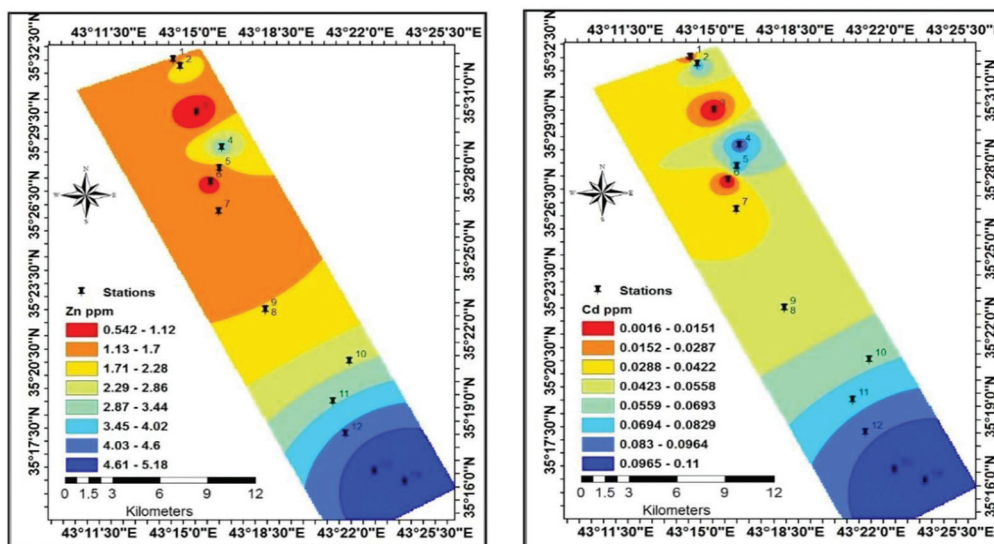 43°11'30"E 43°15'0"E 43°18'30"E 43°22'0"E 43°25'30"E
35°32'30"N
35°31'0"N
35°29'30"N
35°28'0"N
35°26'30"N
35°25'0"N
35°23'30"N
35°22'0"N
35°20'30"N
35°19'0"N
35°17'30"N
35°16'0"N
1
2
4
5
6
7
9
8
10
11
12
N
W
E
S
Stations
Zn ppm
0.542 - 1.12
1.13 - 1.7
1.71 - 2.28
2.29 - 2.86
2.87 - 3.44
3.45 - 4.02
4.03 - 4.6
4.61 - 5.18
0 1.5 3 6 9 12
Kilometers
43°11'30"E 43°15'0"E 43°18'30"E 43°22'0"E 43°25'30"E
43°11'30"E 43°15'0"E 43°18'30"E 43°22'0"E 43°25'30"E
35°32'30"N
35°31'0"N
35°29'30"N
35°28'0"N
35°26'30"N
35°25'0"N
35°23'30"N
35°22'0"N
35°20'30"N
35°19'0"N
35°17'30"N
35°16'0"N
1
2
3
4
5
6
7
9
8
10
11
12
N
W
E
S
Stations
Cd ppm
0.0016 - 0.0151
0.0152 - 0.0287
0.0288 - 0.0422
0.0423 - 0.0558
0.0559 - 0.0693
0.0694 - 0.0829
0.083 - 0.0964
0.0965 - 0.11
0 1.5 3 6 9 12
Kilometers
43°11'30"E 43°15'0"E 43°18'30"E 43°22'0"E 43°25'30"E